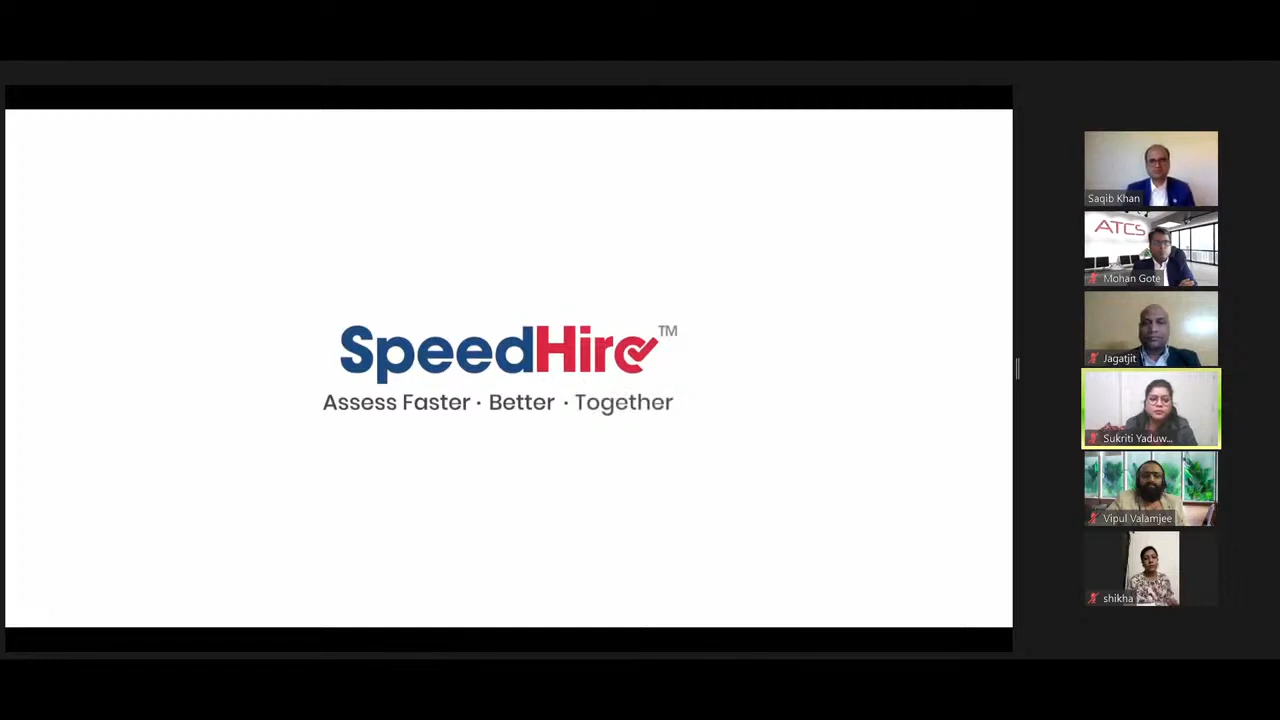 SpeedHire™
Assess Faster · Better · Together
Saqib Khan
ATCS
Mohan Gote
Jagatjit
Sukriti Yaduw...
Vipul Valamjee
shikha